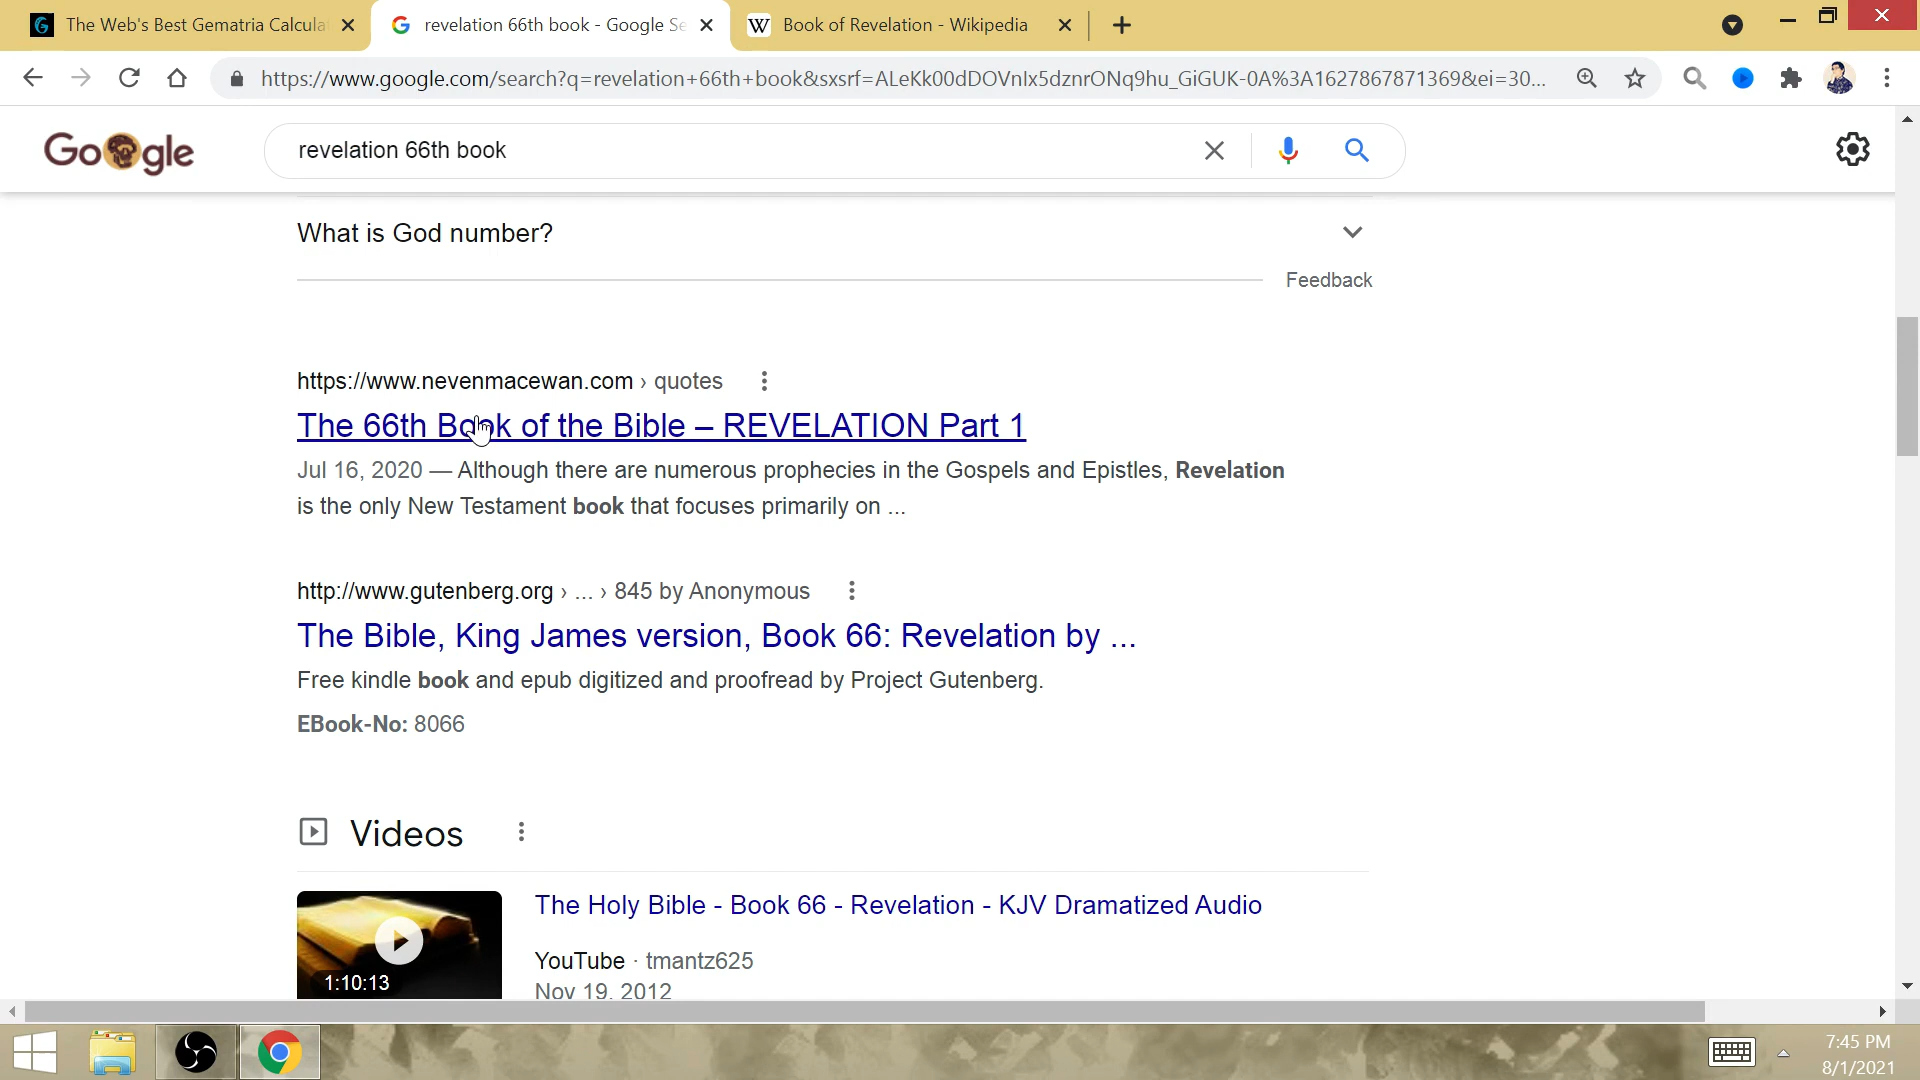 The Web's Best Gematria Calcula
revelation 66th book - Google Se
Book of Revelation - Wikipedia
https://www.google.com/search?q=revelation+66th+book&sxsrf=ALeKk00dDOVnIx5dznrONq9hu_GiGUK-0A%3A1627867871369&ei=30...
Google
revelation 66th book
What is God number?
Feedback
https://www.nevenmacewan.com › quotes
The 66th Book of the Bible – REVELATION Part 1
Jul 16, 2020 — Although there are numerous prophecies in the Gospels and Epistles, Revelation
is the only New Testament book that focuses primarily on ...
http://www.gutenberg.org › ... › 845 by Anonymous
The Bible, King James version, Book 66: Revelation by ...
Free kindle book and epub digitized and proofread by Project Gutenberg.
EBook-No: 8066
Videos
The Holy Bible - Book 66 - Revelation - KJV Dramatized Audio
YouTube · tmantz625
1:10:13
Nov 19, 2012
7:45 PM
8/1/2021